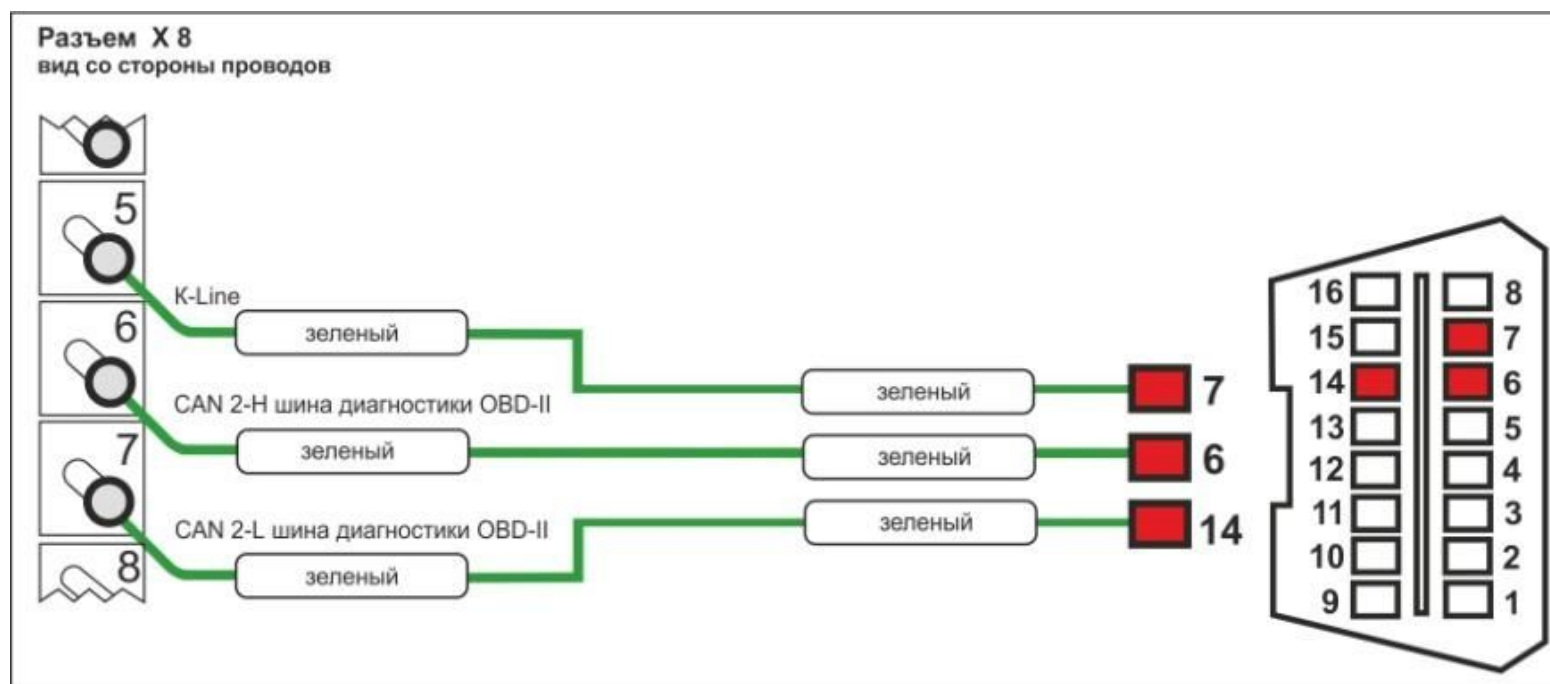 Разъем X 8
вид со стороны проводов
5
K-Line
зеленый
6
CAN 2-H шина диагностики OBD-II
зеленый
7
CAN 2-L шина диагностики OBD-II
зеленый
8
зеленый
7
зеленый
6
зеленый
14
16 8
15 7
14 6
13 5
12 4
11 3
10 2
9 1